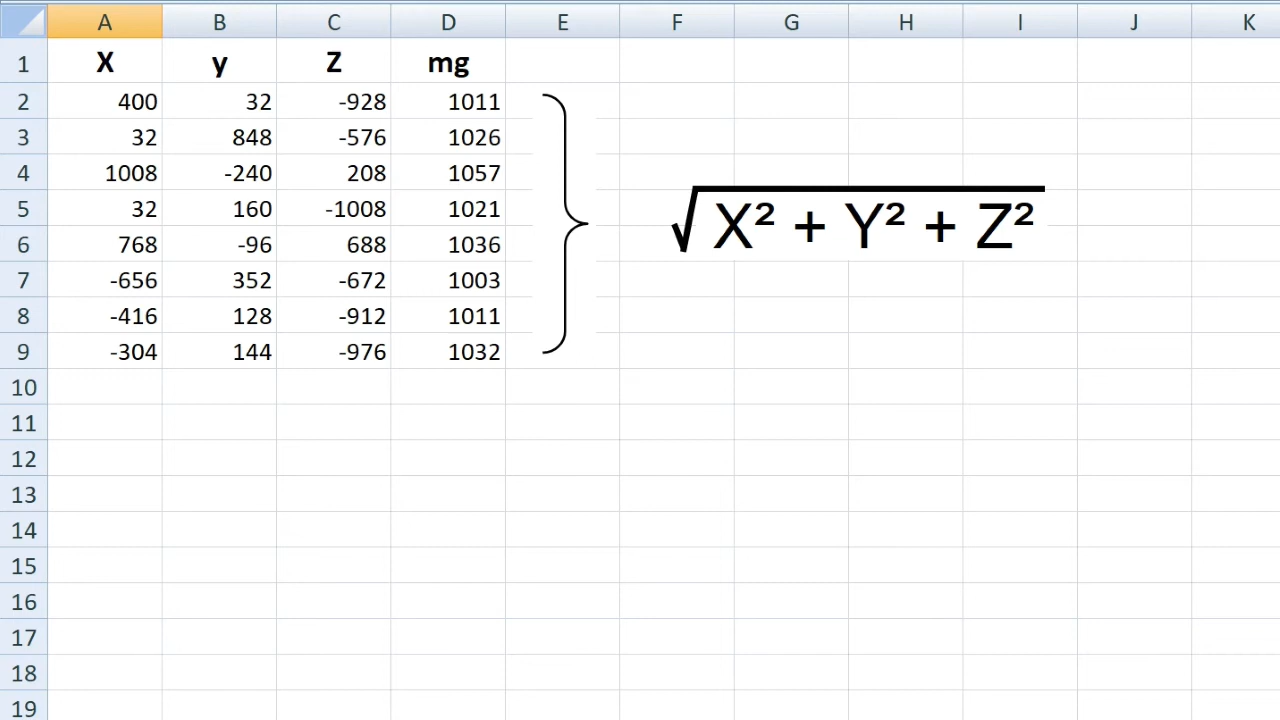 A B C D E F G H I J K
1 X y Z mg
2 400 32 -928 1011
3 32 848 -576 1026
4 1008 -240 208 1057
5 32 160 -1008 1021
6 768 -96 688 1036
7 -656 352 -672 1003
8 -416 128 -912 1011
9 -304 144 -976 1032
√X² + Y² + Z²
10
11
12
13
14
15
16
17
18
19